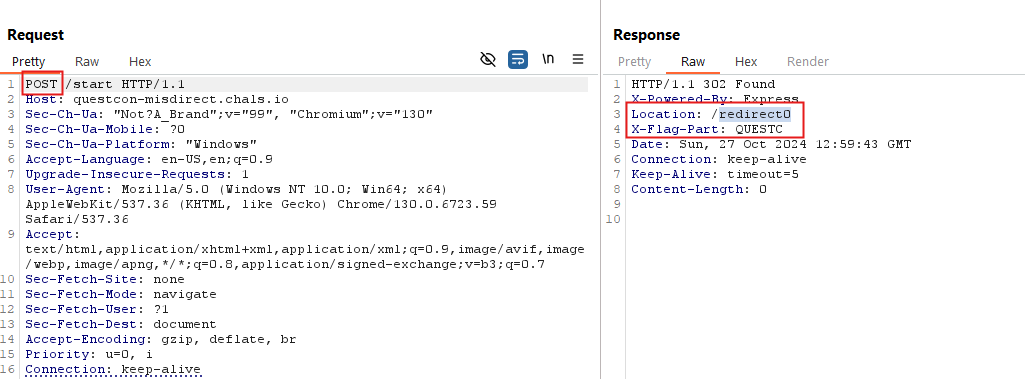 Request
Pretty Raw Hex
\n
1 POST /start HTTP/1.1
2 Host: questcon-misdirect.chals.io
3 Sec-Ch-Ua: "Not?A_Brand";v="99", "Chromium";v="130"
4 Sec-Ch-Ua-Mobile: ?0
5 Sec-Ch-Ua-Platform: "Windows"
6 Accept-Language: en-US,en;q=0.9
7 Upgrade-Insecure-Requests: 1
8 User-Agent: Mozilla/5.0 (Windows NT 10.0; Win64; x64)
AppleWebKit/537.36 (KHTML, like Gecko) Chrome/130.0.6723.59
Safari/537.36
9 Accept:
text/html,application/xhtml+xml,application/xml;q=0.9,image/avif,image
/webp,image/apng,*/*;q=0.8,application/signed-exchange;v=b3;q=0.7
10 Sec-Fetch-Site: none
11 Sec-Fetch-Mode: navigate
12 Sec-Fetch-User: ?1
13 Sec-Fetch-Dest: document
14 Accept-Encoding: gzip, deflate, br
15 Priority: u=0, i
16 Connection: keep-alive
Response
Pretty Raw Hex Render
1 HTTP/1.1 302 Found
2 X-Powered-By: Express
3 Location: /redirect0
4 X-Flag-Part: QUESTC
5 Date: Sun, 27 Oct 2024 12:59:43 GMT
6 Connection: keep-alive
7 Keep-Alive: timeout=5
8 Content-Length: 0
9
10